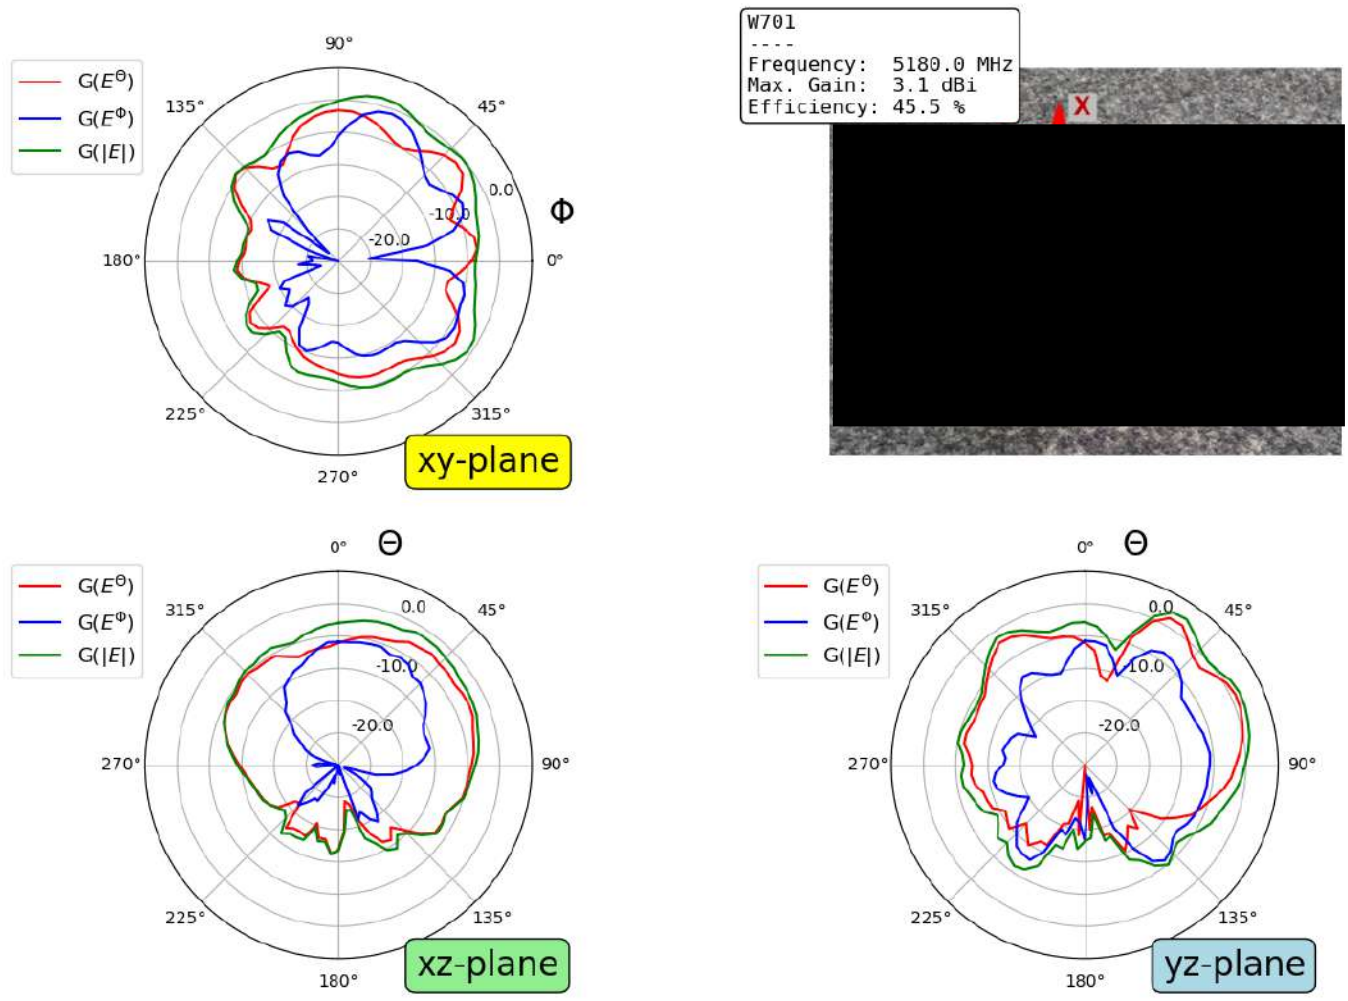 90°
135°
45°
G(E^Θ)
G(E^Φ)
G(|E|)
0.0
-10.0
-20.0
Φ
180°
0°
225°
315°
270°
xy-plane
W701
----
Frequency: 5180.0 MHz
Max. Gain: 3.1 dBi
Efficiency: 45.5 %
X
0°
Θ
315°
45°
G(E^Θ)
G(E^Φ)
G(|E|)
0.0
-10.0
-20.0
270°
90°
225°
135°
180°
xz-plane
0°
Θ
315°
45°
G(E^Θ)
G(E^Φ)
G(|E|)
0.0
-10.0
-20.0
270°
90°
225°
135°
180°
yz-plane